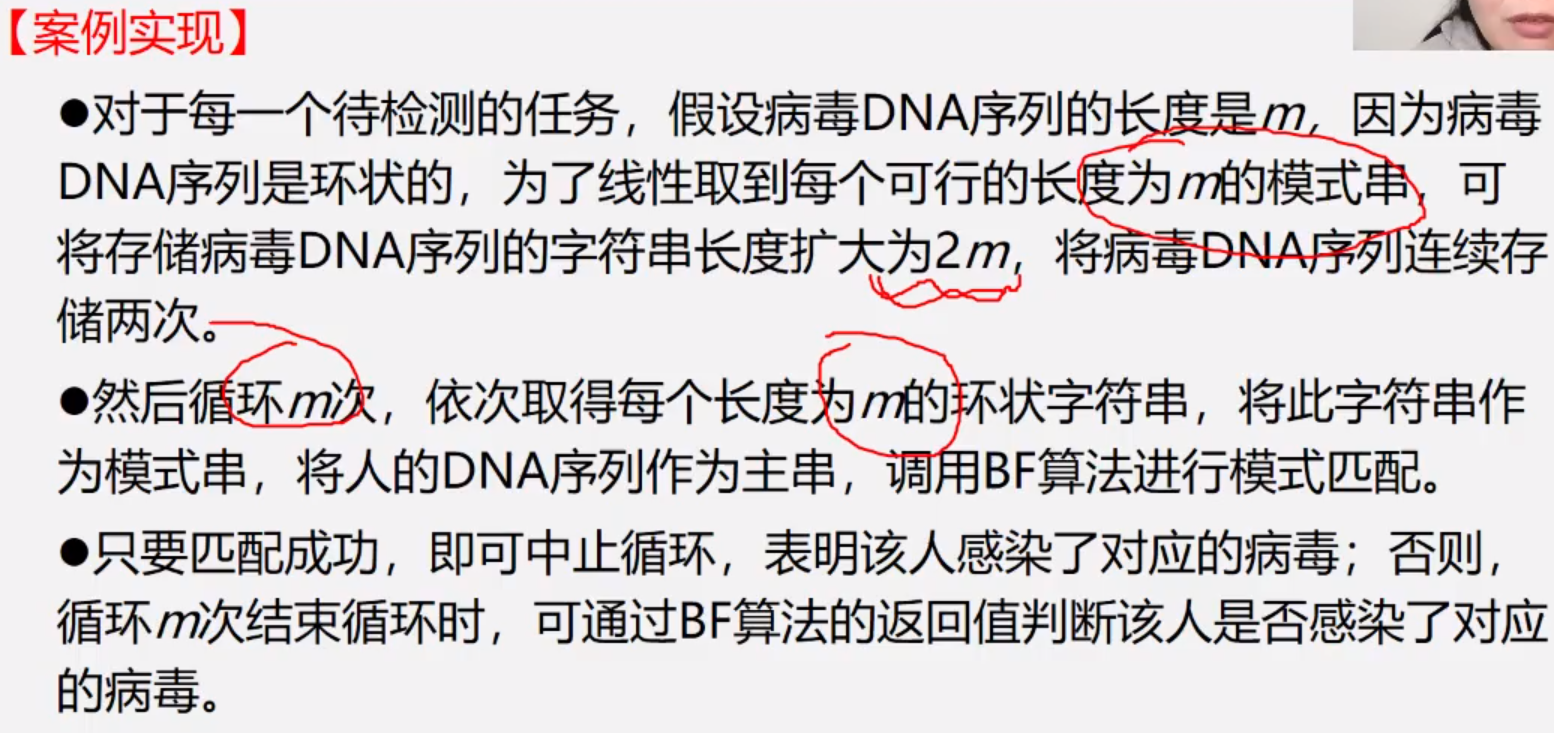 【案例实现】
●对于每一个待检测的任务，假设病毒DNA序列的长度是m，因为病毒
DNA序列是环状的，为了线性取到每个可行的长度为m的模式串，可
将存储病毒DNA序列的字符串长度扩大为2m，将病毒DNA序列连续存
储两次。
●然后循环m次，依次取得每个长度为m的环状字符串，将此字符串作
为模式串，将人的DNA序列作为主串，调用BF算法进行模式匹配。
●只要匹配成功，即可中止循环，表明该人感染了对应的病毒；否则，
循环m次结束循环时，可通过BF算法的返回值判断该人是否感染了对应
的病毒。